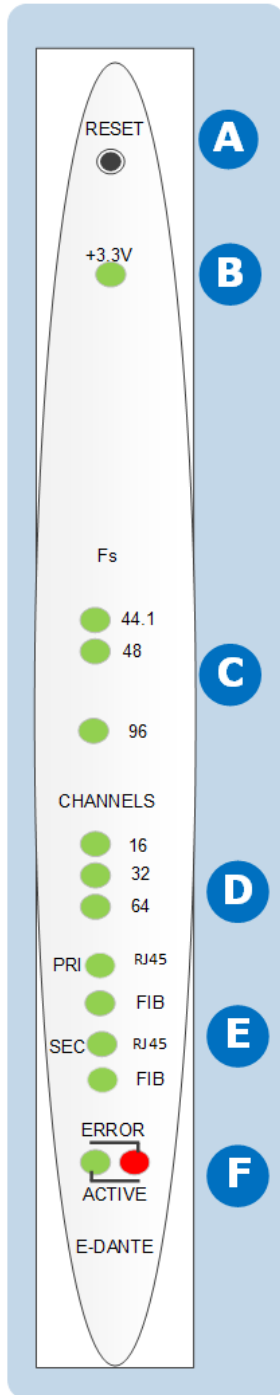 RESET
A
+3.3V
B
Fs
44.1
48
C
96
CHANNELS
16
32
D
64
PRI RJ45
FIB
E
SEC RJ45
FIB
ERROR
F
ACTIVE
E-DANTE